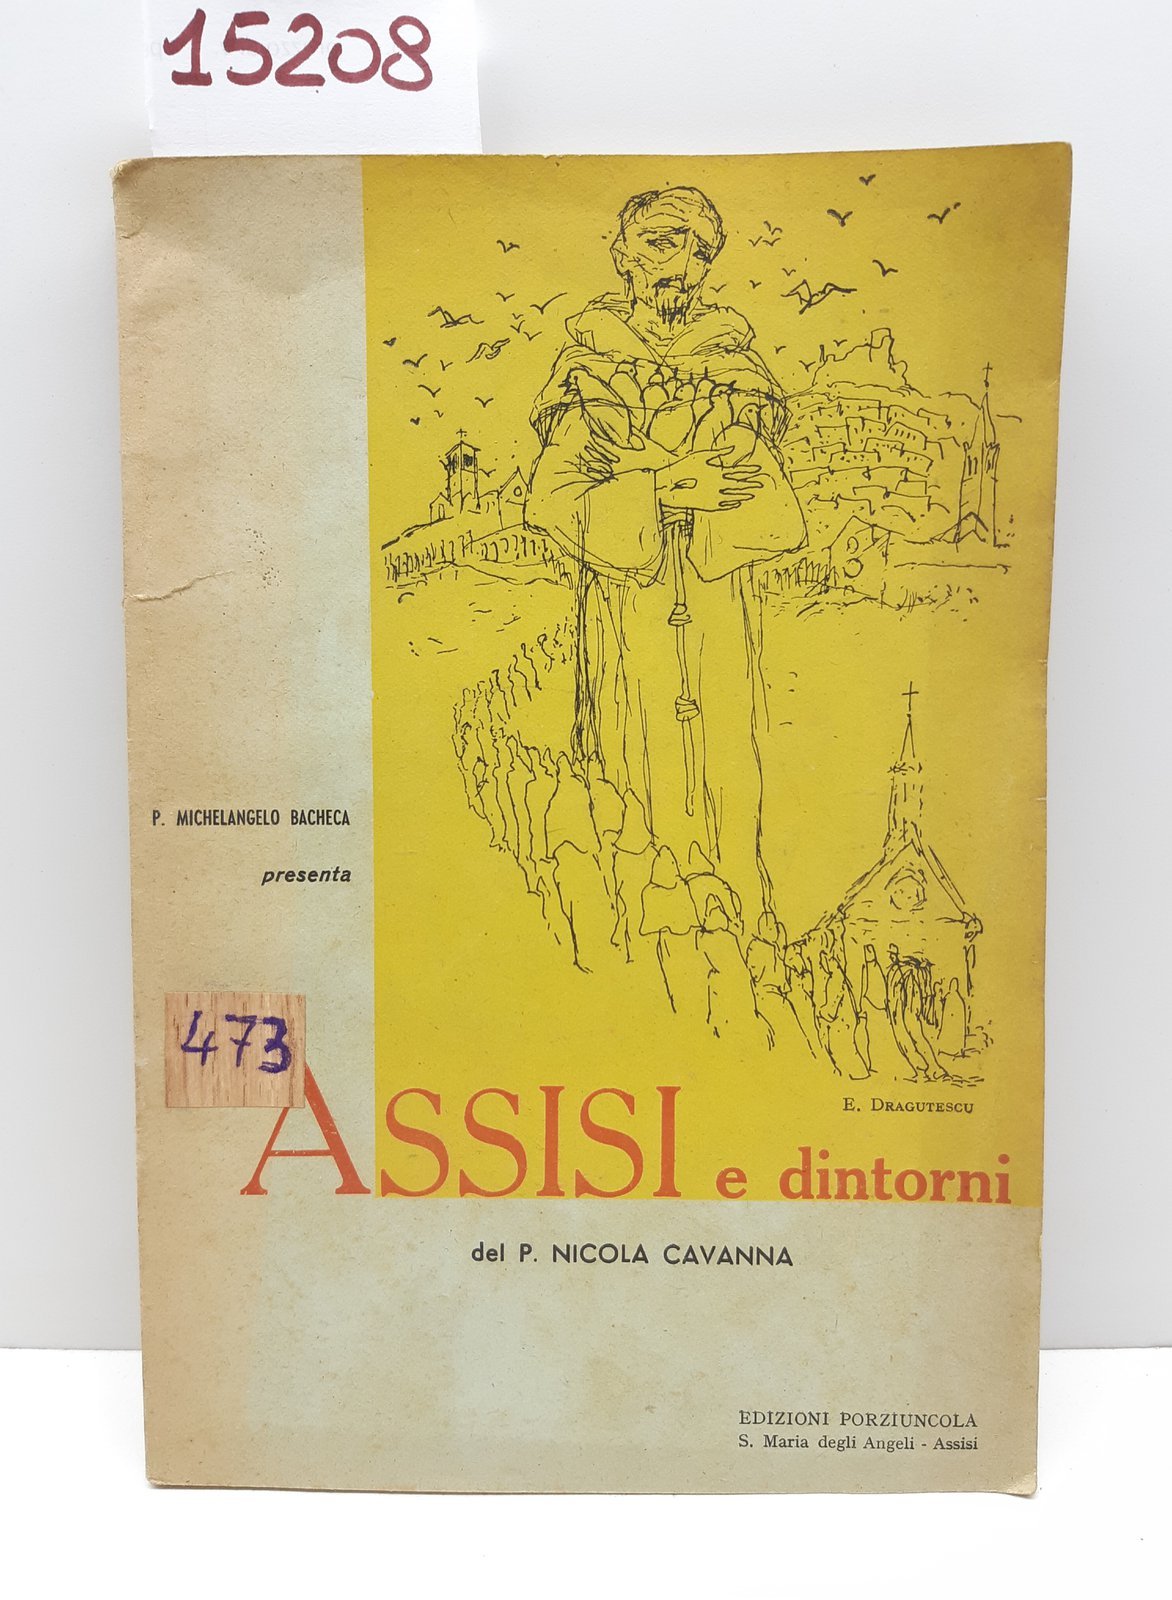 15208
P. MICHELANGELO BACHECA
presenta
473
E. DRAGUTESCU
ASSISI e dintorni
del P. NICOLA CAVANNA
EDIZIONI PORZIUNCOLA
S. Maria degli Angeli - Assisi